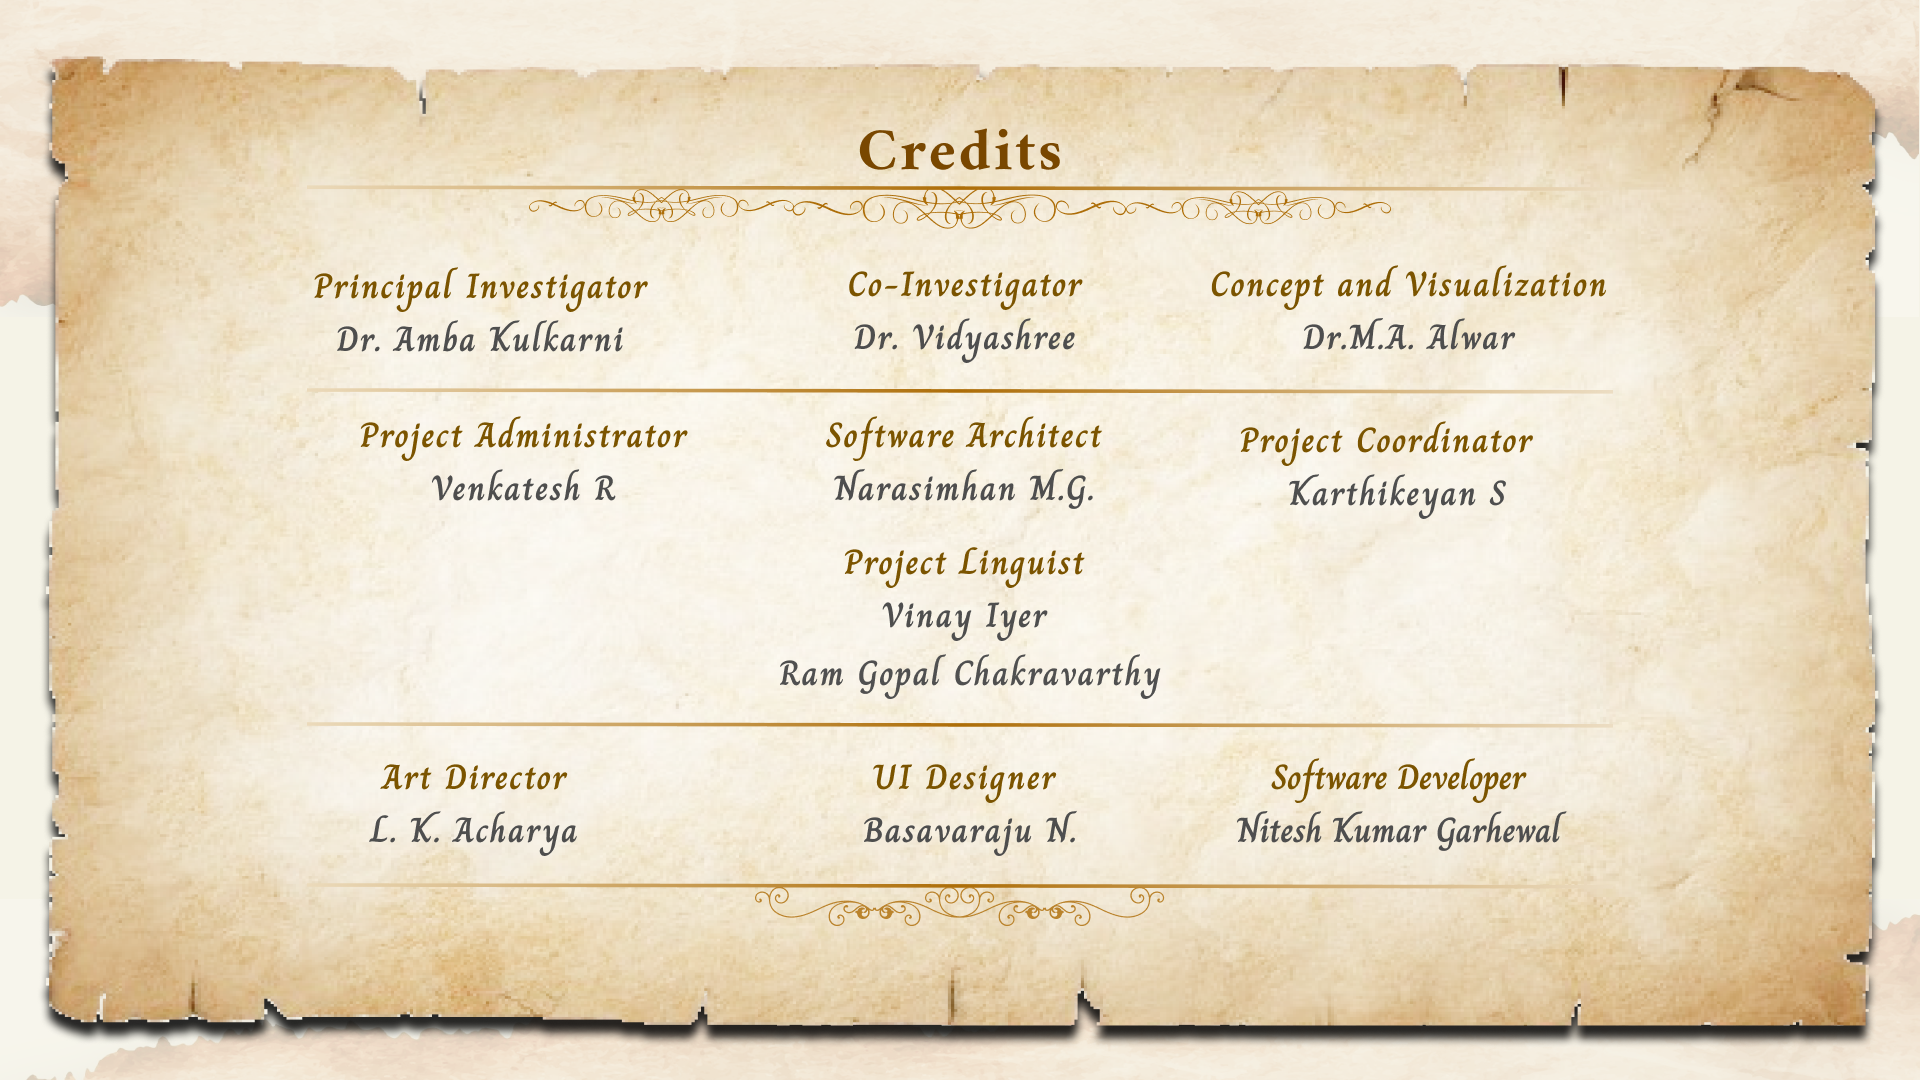 Credits
Principal Investigator
Dr. Amba Kulkarni
Co-Investigator
Dr. Vidyashree
Concept and Visualization
Dr.M.A. Alwar
Project Administrator
Venkatesh R
Software Architect
Narasimhan M.G.
Project Coordinator
Karthikeyan S
Project Linguist
Vinay Iyer
Ram Gopal Chakravarthy
Art Director
L. K. Acharya
UI Designer
Basavaraju N.
Software Developer
Nitesh Kumar Garhewal